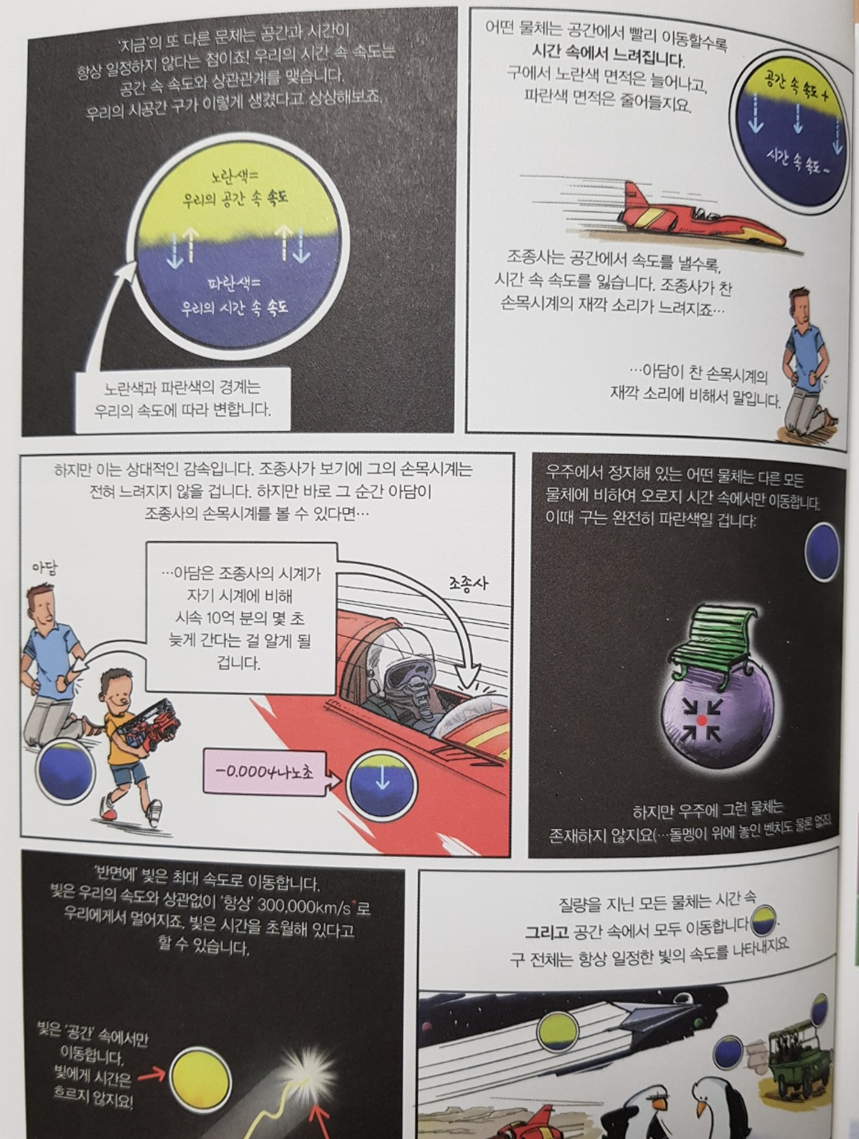 '지금'의 또 다른 문제는 공간과 시간이
항상 일정하지 않다는 점이죠! 우리의 시간 속 속도는
공간 속 속도와 상관관계를 맺습니다.
우리의 시공간 구가 이렇게 생겼다고 상상해보죠.
노란색=
우리의 공간 속 속도
파란색=
우리의 시간 속 속도
노란색과 파란색의 경계는
우리의 속도에 따라 변합니다.
어떤 물체는 공간에서 빨리 이동할수록
시간 속에서 느려집니다.
구에서 노란색 면적은 늘어나고,
파란색 면적은 줄어들지요.
공간 속 속도 +
시간 속 속도 -
조종사는 공간에서 속도를 낼수록,
시간 속 속도를 잃습니다. 조종사가 찬
손목시계의 재깍 소리가 느려지죠…
…아담이 찬 손목시계의
재깍 소리에 비해서 말입니다.
하지만 이는 상대적인 감속입니다. 조종사가 보기에 그의 손목시계는
전혀 느려지지 않을 겁니다. 하지만 바로 그 순간 아담이
조종사의 손목시계를 볼 수 있다면…
아담
…아담은 조종사의 시계가
자기 시계에 비해
시속 10억 분의 몇 초
늦게 간다는 걸 알게 될
겁니다.
조종사
-0.0004나노초
우주에서 정지해 있는 어떤 물체는 다른 모든
물체에 비하여 오로지 시간 속에서만 이동합니다.
이때 구는 완전히 파란색일 겁니다:
하지만 우주에 그런 물체는
존재하지 않지요(…돌멩이 위에 놓인 벤치도 물론 없죠).
'반면에' 빛은 최대 속도로 이동합니다.
빛은 우리의 속도와 상관없이 '항상' 300,000km/s*로
우리에게서 멀어지죠. 빛은 시간을 초월해 있다고
할 수 있습니다.
빛은 '공간' 속에서만
이동합니다.
빛에게 시간은
흐르지 않지요!
질량을 지닌 모든 물체는 시간 속
그리고 공간 속에서 모두 이동합니다.
구 전체는 항상 일정한 빛의 속도를 나타내지요.